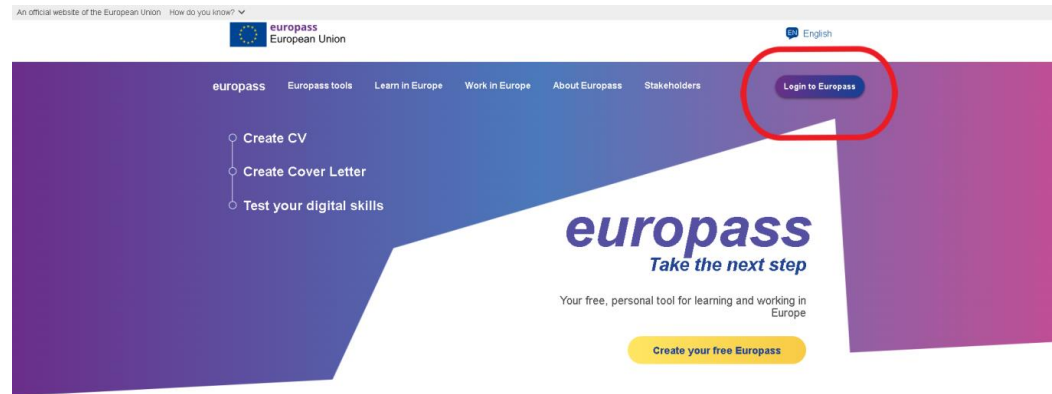 An official website of the European Union How do you know?
europass
European Union
EN English
europass Europass tools Learn in Europe Work in Europe About Europass Stakeholders Login to Europass
Create CV
Create Cover Letter
Test your digital skills
europass
Take the next step
Your free, personal tool for learning and working in
Europe
Create your free Europass